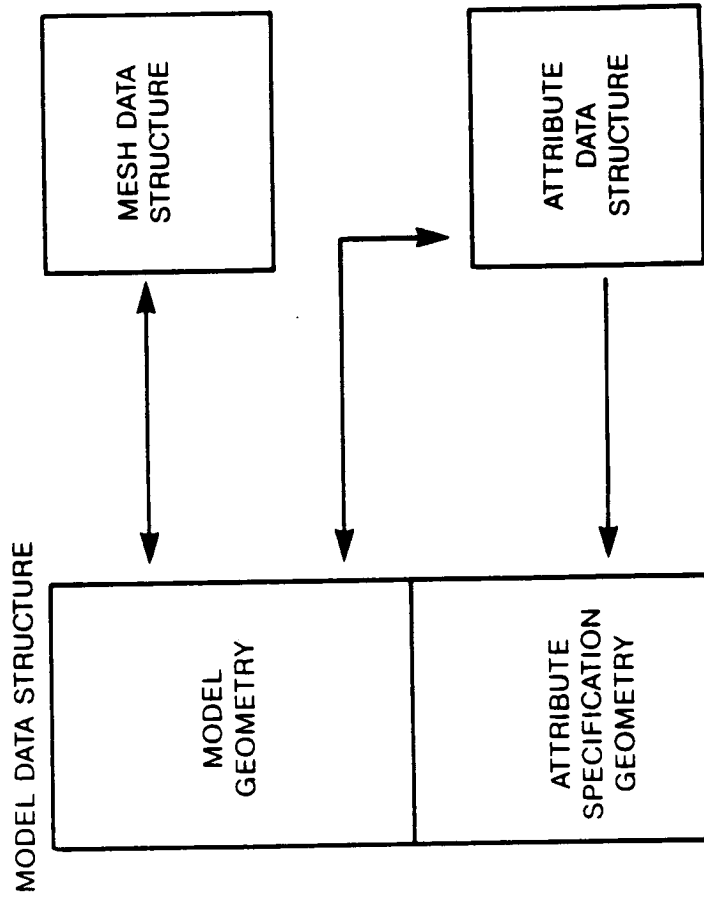 MODEL DATA STRUCTURE
MODEL
GEOMETRY
ATTRIBUTE
SPECIFICATION
GEOMETRY
MESH DATA
STRUCTURE
ATTRIBUTE
DATA
STRUCTURE